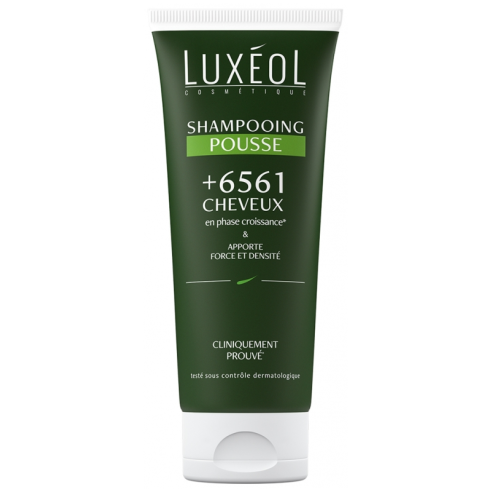 LUXÉOL
COSMÉTIQUE
SHAMPOOING
POUSSE
+6561
CHEVEUX
en phase croissance*
&
APPORTE
FORCE ET DENSITÉ
CLINIQUEMENT
PROUVÉ*
testé sous contrôle dermatologique